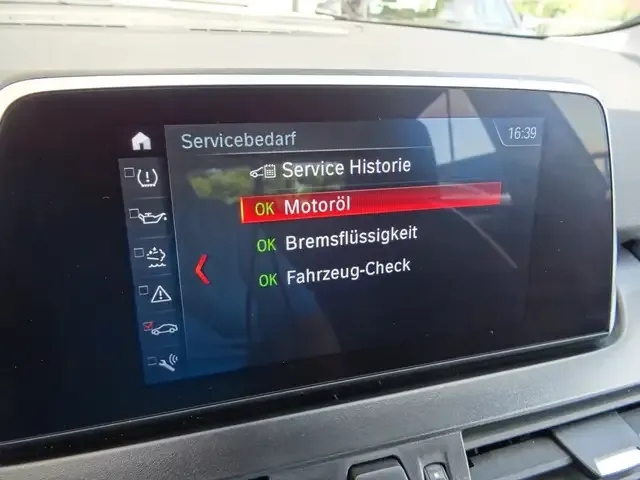 Servicebedarf
16:39
Service Historie
OK Motoröl
OK Bremsflüssigkeit
OK Fahrzeug-Check